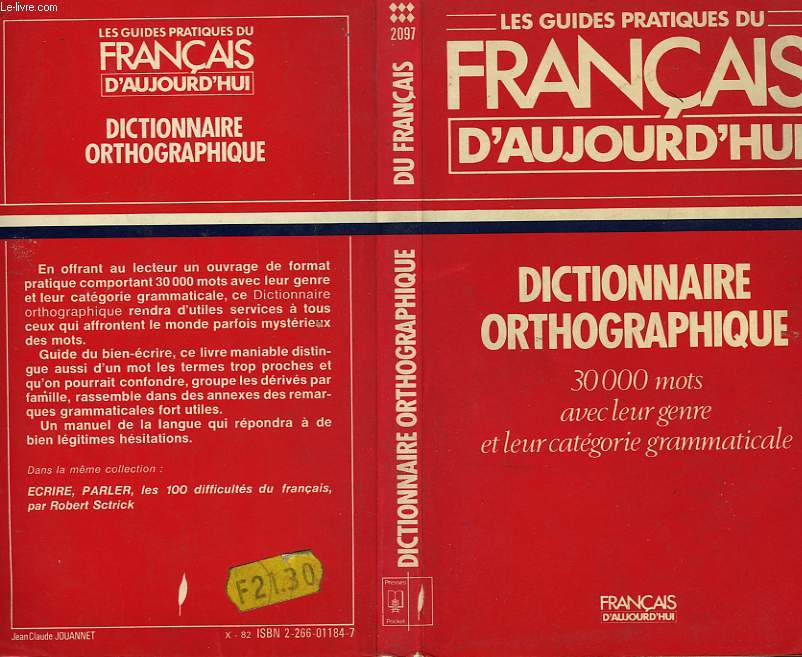 Le-livre.com
LES GUIDES PRATIQUES DU
FRANÇAIS
D'AUJOURD'HUI
DICTIONNAIRE
ORTHOGRAPHIQUE
En offrant au lecteur un ouvrage de format
pratique comportant 30 000 mots avec leur genre
et leur catégorie grammaticale, ce Dictionnaire
orthographique rendra d'utiles services à tous
ceux qui affrontent le monde parfois mystérieux
des mots.
Guide du bien-écrire, ce livre maniable distin-
gue aussi d'un mot les termes trop proches et
qu'on pourrait confondre, groupe les dérivés par
famille, rassemble dans des annexes des remar-
ques grammaticales fort utiles.
Un manuel de la langue qui répondra à de
bien légitimes hésitations.
Dans la même collection :
ECRIRE, PARLER, les 100 difficultés du français,
par Robert Sctrick
F21.30
Jean Claude JOUANNET
X - 82 ISBN 2-266-01184-7
2097
DICTIONNAIRE ORTHOGRAPHIQUE DU FRANÇAIS
Presses
Pocket
LES GUIDES PRATIQUES DU
FRANÇAIS
D'AUJOURD'HUI
DICTIONNAIRE
ORTHOGRAPHIQUE
30 000 mots
avec leur genre
et leur catégorie grammaticale
FRANÇAIS
D'AUJOURD'HUI